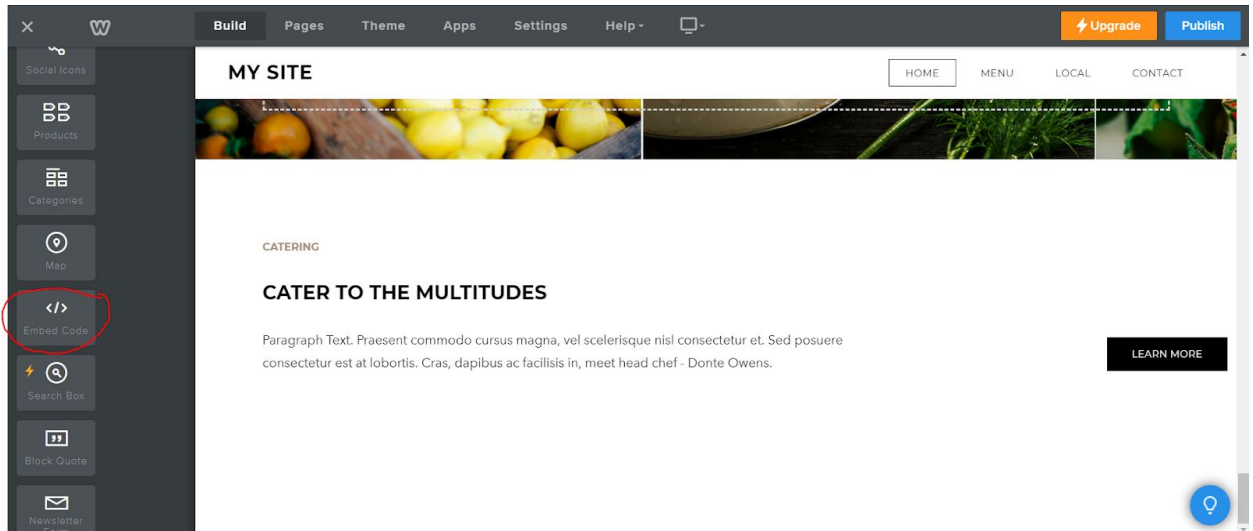 Build Pages Theme Apps Settings Help Upgrade Publish
Social Icons
Products
Categories
Map
</>
Embed Code
Search Box
Block Quote
Newsletter
Form
MY SITE
HOME MENU LOCAL CONTACT
CATERING
CATER TO THE MULTITUDES
Paragraph Text. Praesent commodo cursus magna, vel scelerisque nisl consectetur et. Sed posuere
consectetur est at lobortis. Cras, dapibus ac facilisis in, meet head chef - Donte Owens.
LEARN MORE